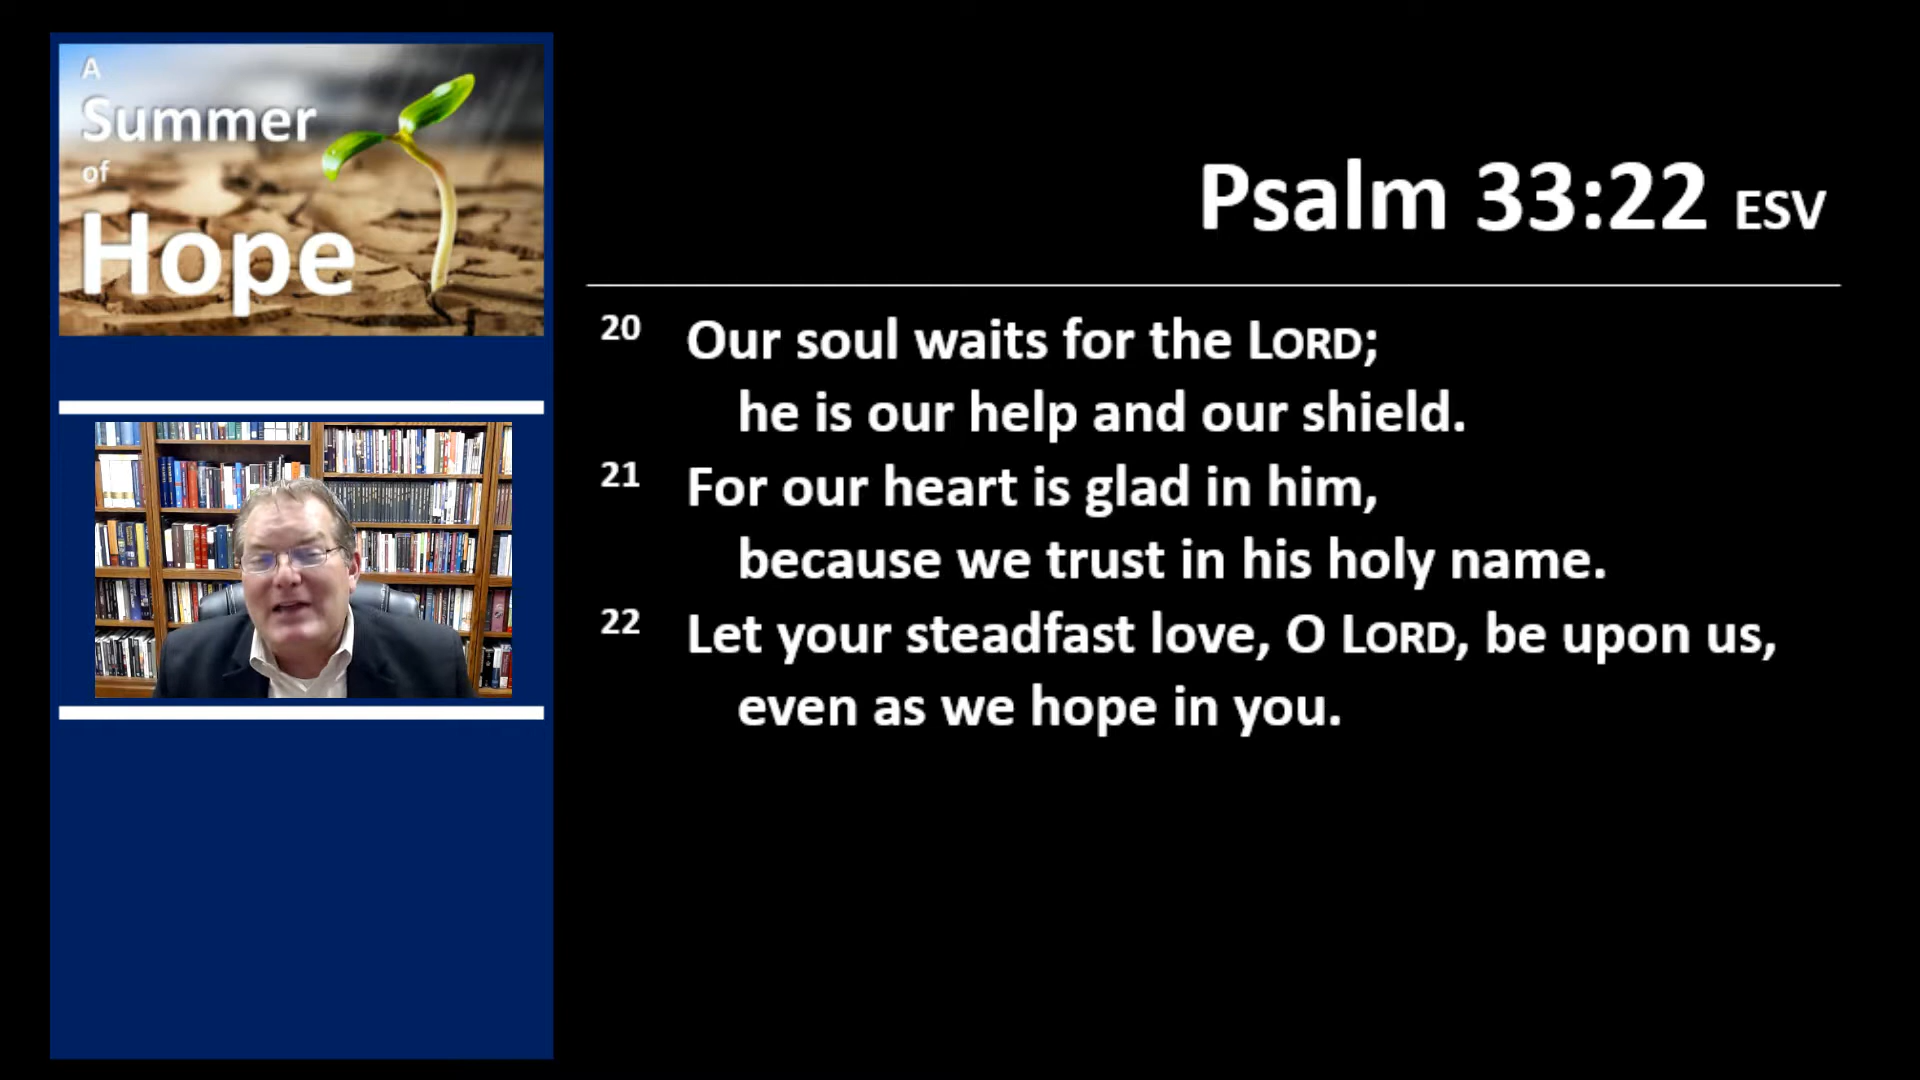 A
Summer
of
Hope
Psalm 33:22 ESV
20 Our soul waits for the LORD;
he is our help and our shield.
21 For our heart is glad in him,
because we trust in his holy name.
22 Let your steadfast love, O LORD, be upon us,
even as we hope in you.